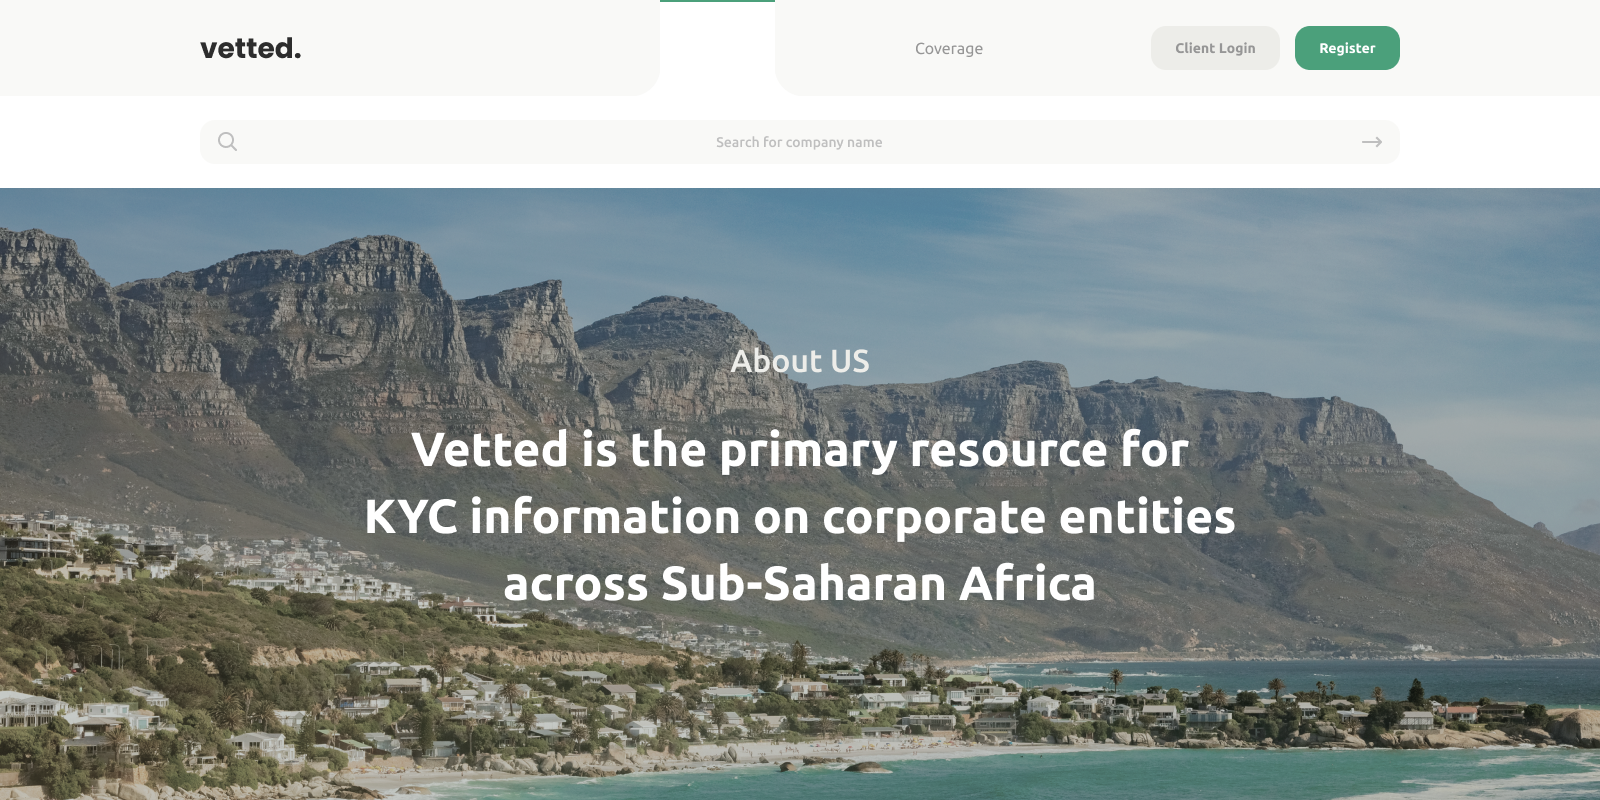 vetted.
Coverage
Client Login
Register
Search for company name
About US
Vetted is the primary resource for
KYC information on corporate entities
across Sub-Saharan Africa